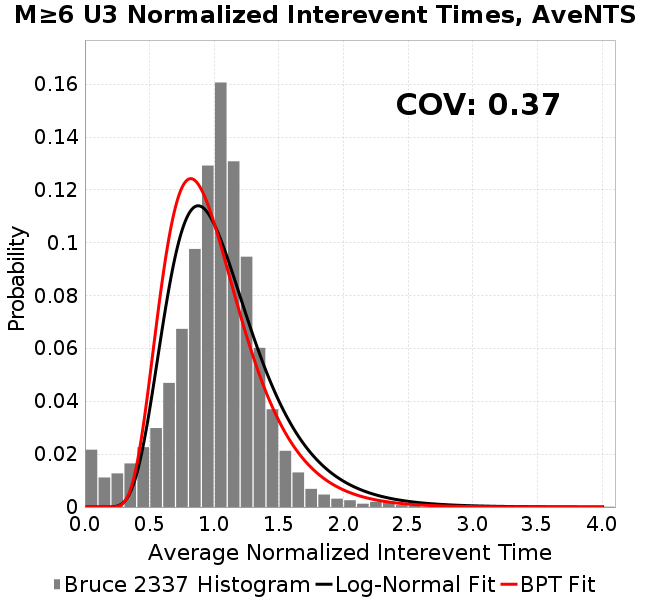 M≥6 U3 Normalized Interevent Times, AveNTS
COV: 0.37
Probability
0.16
0.14
0.12
0.1
0.08
0.06
0.04
0.02
0
0.0 0.5 1.0 1.5 2.0 2.5 3.0 3.5 4.0
Average Normalized Interevent Time
Bruce 2337 Histogram Log-Normal Fit BPT Fit